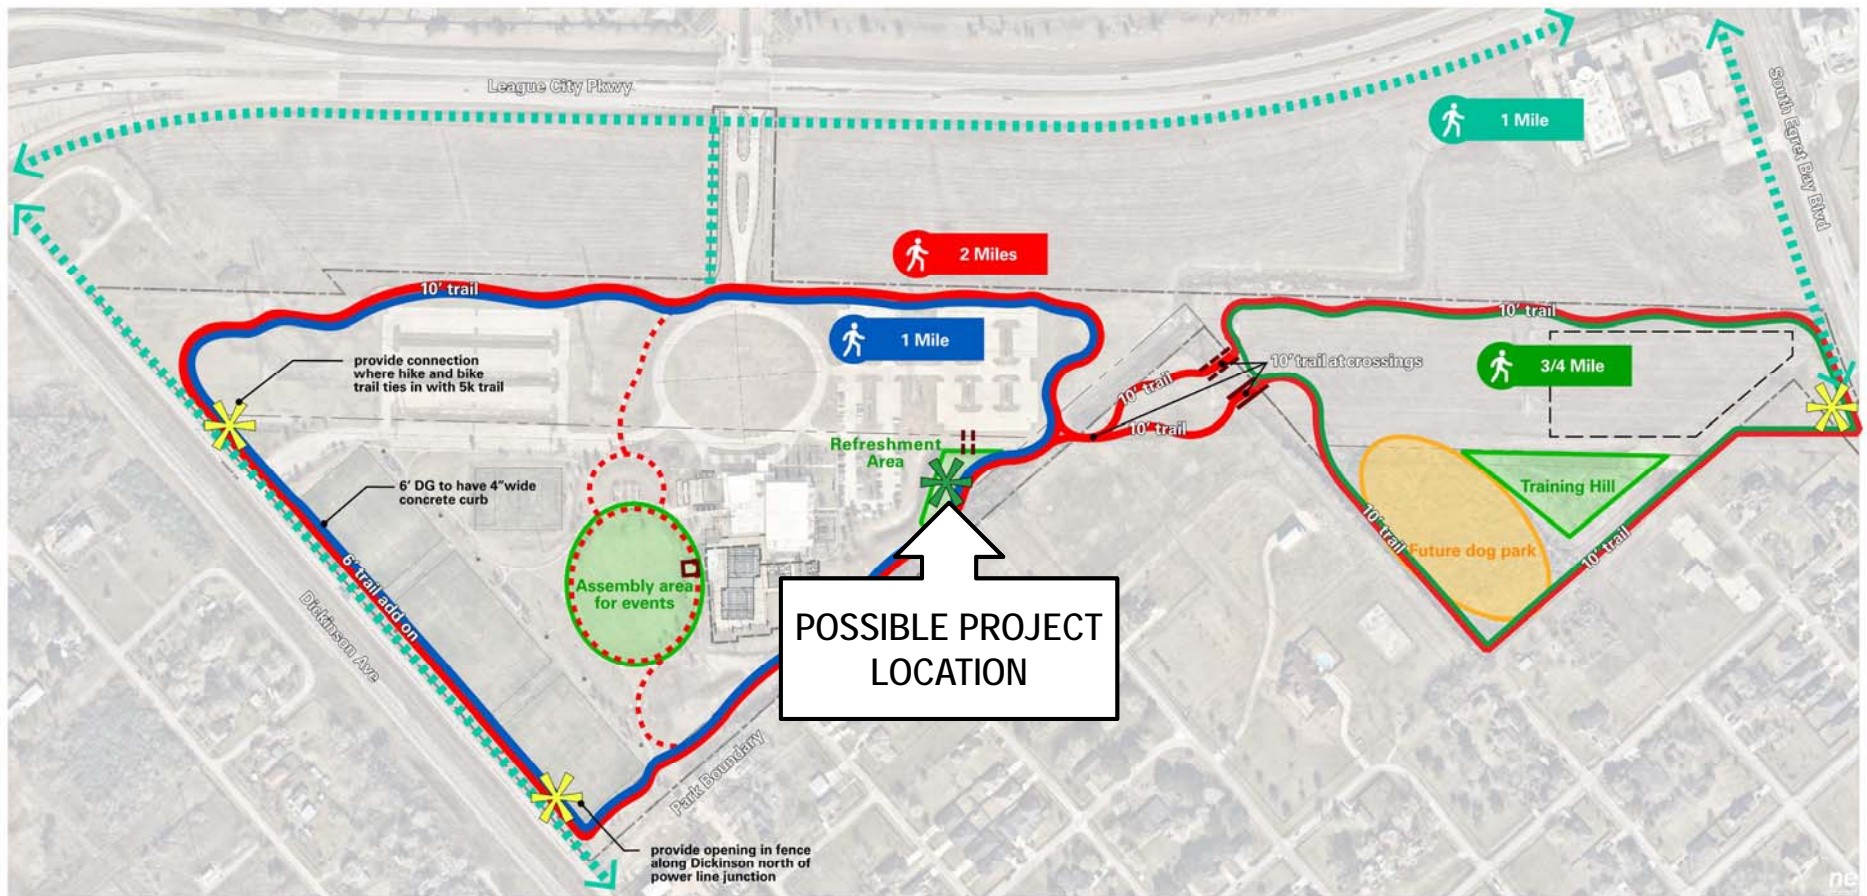 League City Pkwy
1 Mile
South Egret Bay Blvd
2 Miles
10' trail
1 Mile
10' trail
provide connection
where hike and bike
trail ties in with 5k trail
10' trail at crossings
3/4 Mile
10' trail
10' trail
Refreshment
Area
6' DG to have 4"wide
concrete curb
Training Hill
10' trail
Future dog park
10' trail
6' trail add on
Assembly area
for events
Dickinson Ave
POSSIBLE PROJECT
LOCATION
Park Boundary
provide opening in fence
along Dickinson north of
power line junction